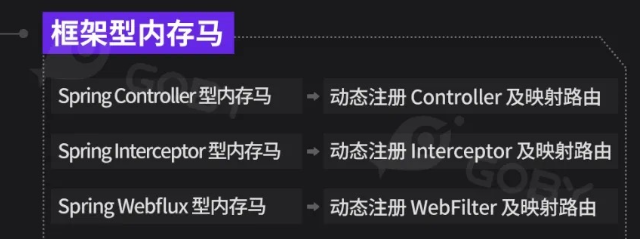 框架型内存马
Spring Controller 型内存马 → 动态注册 Controller 及映射路由
Spring Interceptor 型内存马 → 动态注册 Interceptor 及映射路由
Spring Webflux 型内存马 → 动态注册 WebFilter 及映射路由
GOBY
GOBY